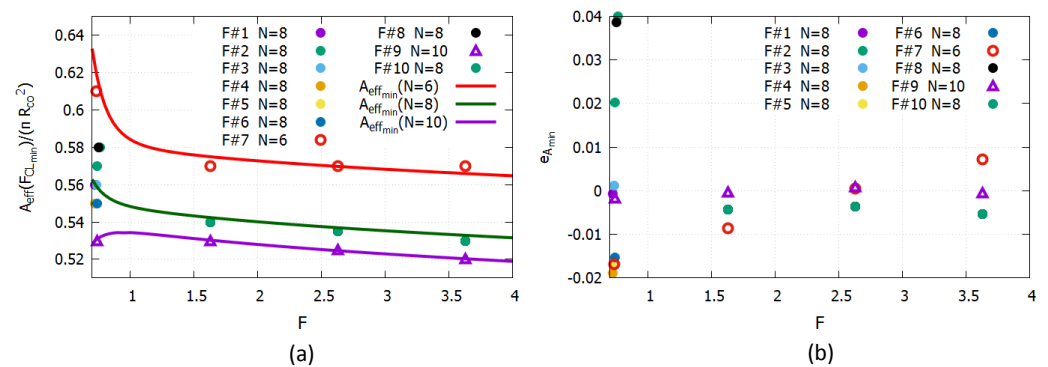 0.64
0.62
0.6
0.58
0.56
0.54
0.52
A_eff(F_CL_min)/(π R_co^2)
F#1 N=8
F#2 N=8
F#3 N=8
F#4 N=8
F#5 N=8
F#6 N=8
F#7 N=6
F#8 N=8
F#9 N=10
F#10 N=8
A_eff_min(N=6)
A_eff_min(N=8)
A_eff_min(N=10)
1 1.5 2 2.5 3 3.5 4
F
(a)
0.04
0.03
0.02
0.01
0
-0.01
-0.02
e_A_min
F#1 N=8
F#2 N=8
F#3 N=8
F#4 N=8
F#5 N=8
F#6 N=8
F#7 N=6
F#8 N=8
F#9 N=10
F#10 N=8
1 1.5 2 2.5 3 3.5 4
F
(b)